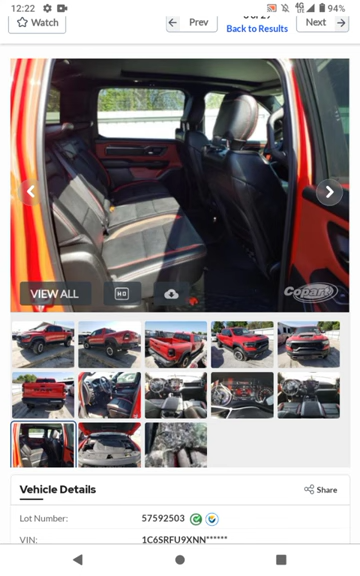 12:22
4G
94%
Watch
Prev
Back to Results
Next
VIEW ALL
HD
Copart
Vehicle Details
Share
Lot Number:
57592503
VIN:
1C6SRFU9XNN******